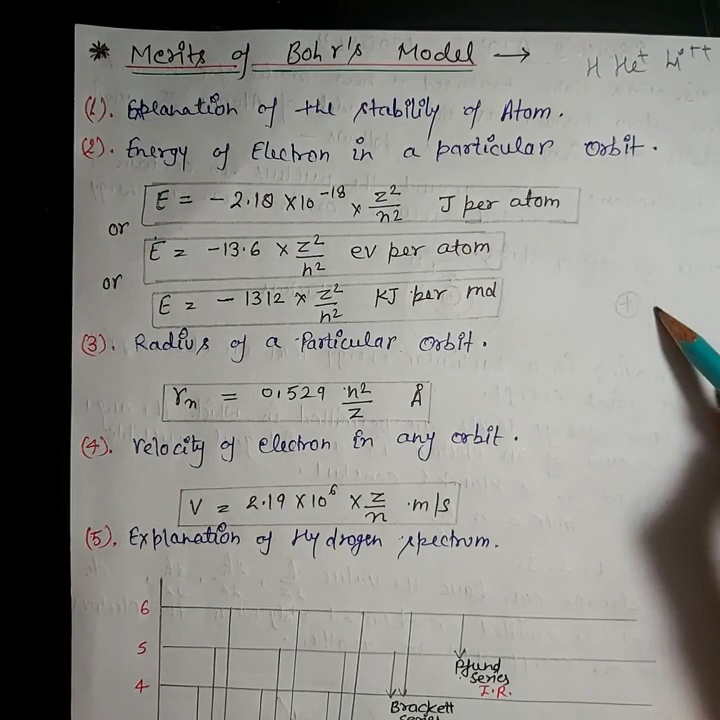 * Merits of Bohr's Model → H He⁺ Li⁺⁺
(1). Explanation of the stability of Atom.
(2). Energy of Electron in a particular orbit.
E = -2.18 × 10⁻¹⁸ × Z²/n² J per atom
or
E = -13.6 × Z²/n² ev per atom
or
E = -1312 × Z²/n² KJ per mol
(3). Radius of a Particular orbit.
rₙ = 0.529 n²/Z Å
(4). velocity of electron in any orbit.
V = 2.19 × 10⁶ × Z/n m/s
(5). Explanation of Hydrogen spectrum.
6
5
Pfund
Series
I.R.
4
Brackett
series